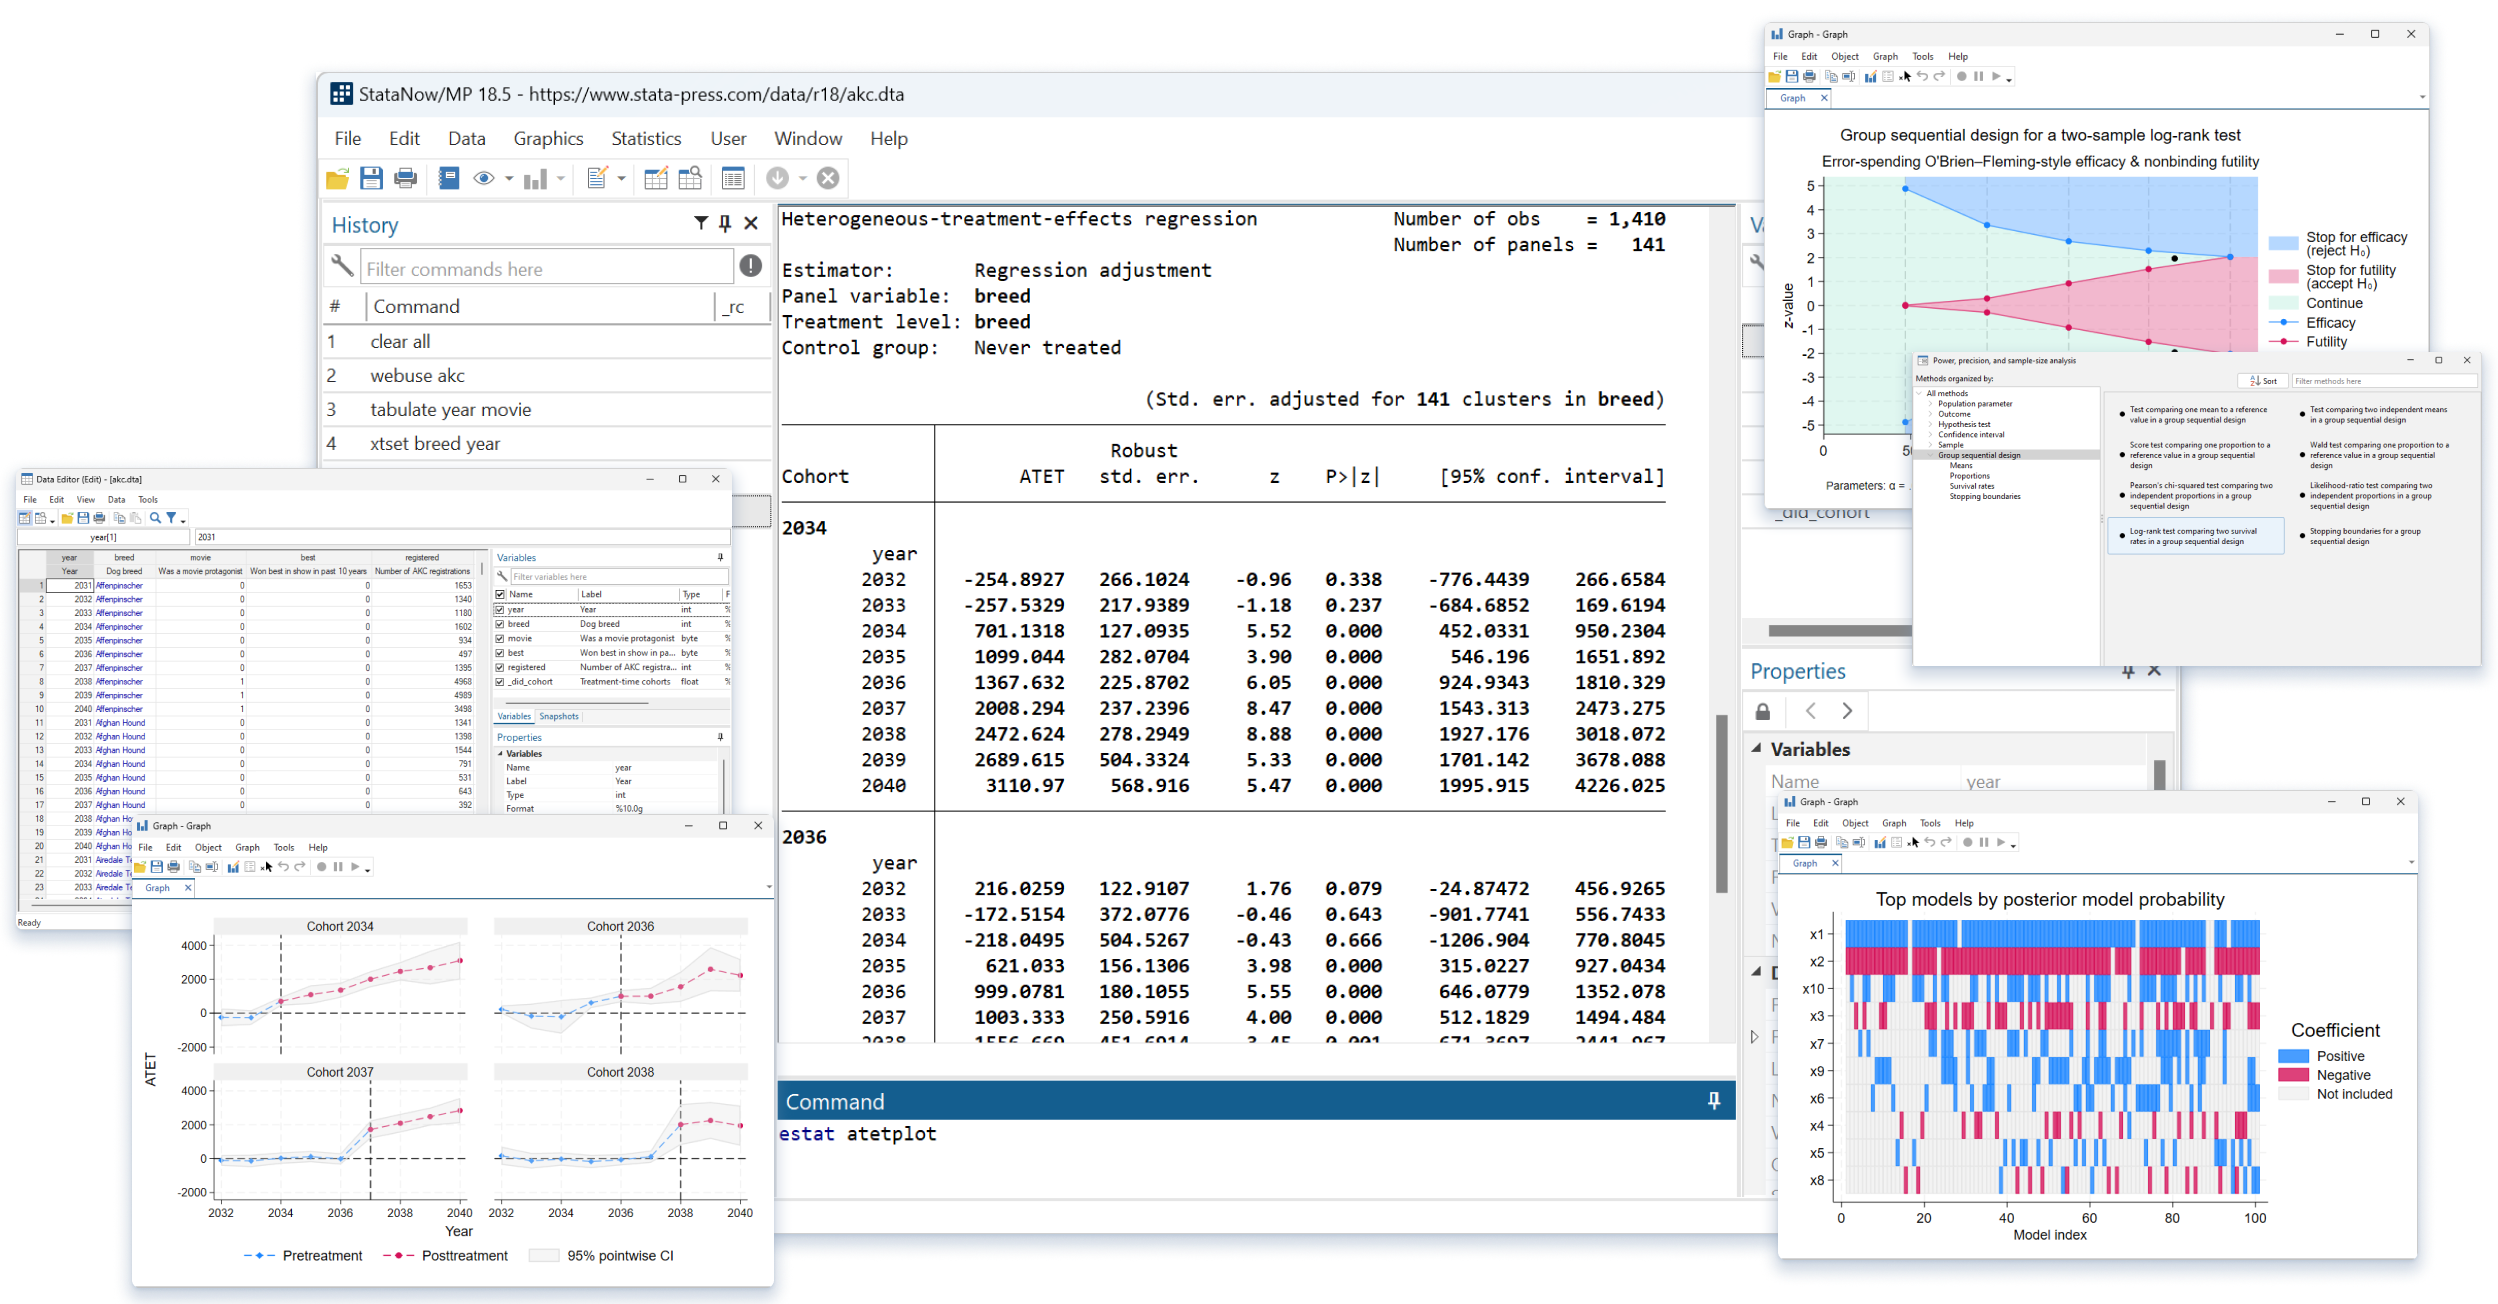 StataNow/MP 18.5 - https://www.stata-press.com/data/r18/akc.dta
File Edit Data Graphics Statistics User Window Help
History
Filter commands here
# Command _rc
1 clear all
2 webuse akc
3 tabulate year movie
4 xtset breed year
Heterogeneous-treatment-effects regression Number of obs = 1,410
Number of panels = 141
Estimator: Regression adjustment
Panel variable: breed
Treatment level: breed
Control group: Never treated
(Std. err. adjusted for 141 clusters in breed)
Robust
Cohort ATET std. err. z P>|z| [95% conf. interval]
2034
year
2032 -254.8927 266.1024 -0.96 0.338 -776.4439 266.6584
2033 -257.5329 217.9389 -1.18 0.237 -684.6852 169.6194
2034 701.1318 127.0935 5.52 0.000 452.0331 950.2304
2035 1099.044 282.0704 3.90 0.000 546.196 1651.892
2036 1367.632 225.8702 6.05 0.000 924.9343 1810.329
2037 2008.294 237.2396 8.47 0.000 1543.313 2473.275
2038 2472.624 278.2949 8.88 0.000 1927.176 3018.072
2039 2689.615 504.3324 5.33 0.000 1701.142 3678.088
2040 3110.97 568.916 5.47 0.000 1995.915 4226.025
2036
year
2032 216.0259 122.9107 1.76 0.079 -24.87472 456.9265
2033 -172.5154 372.0776 -0.46 0.643 -901.7741 556.7433
2034 -218.0495 504.5267 -0.43 0.666 -1206.904 770.8045
2035 621.033 156.1306 3.98 0.000 315.0227 927.0434
2036 999.0781 180.1055 5.55 0.000 646.0779 1352.078
2037 1003.333 250.5916 4.00 0.000 512.1829 1494.484
Command
estat atetplot
_did_cohort
Properties
Variables
Name year
Data Editor (Edit) - [akc.dta]
File Edit View Data Tools
year[1] 2031
year breed movie best registered
Year Dog breed Was a movie protagonist Won best in show in past 10 years Number of AKC registrations
1 2031 Affenpinscher 0 0 1653
2 2032 Affenpinscher 0 0 1340
3 2033 Affenpinscher 0 0 1180
4 2034 Affenpinscher 0 0 1602
5 2035 Affenpinscher 0 0 934
6 2036 Affenpinscher 0 0 497
7 2037 Affenpinscher 0 0 1395
8 2038 Affenpinscher 1 0 4968
9 2039 Affenpinscher 1 0 4989
10 2040 Affenpinscher 1 0 3498
11 2031 Afghan Hound 0 0 1341
12 2032 Afghan Hound 0 0 1398
13 2033 Afghan Hound 0 0 1544
14 2034 Afghan Hound 0 0 791
15 2035 Afghan Hound 0 0 531
16 2036 Afghan Hound 0 0 643
17 2037 Afghan Hound 0 0 392
18 2038 Afghan
19 2039 Afghan
20 2040 Afghan
21 2031 Airedale
22 2032 Airedale
23 2033 Airedale
Ready
Variables
Filter variables here
Name Label Type F
year Year int %
breed Dog breed int %
movie Was a movie protagonist byte %
best Won best in show in pa... byte %
registered Number of AKC registra... int %
_did_cohort Treatment-time cohorts float %
Variables Snapshots
Properties
Variables
Name year
Label Year
Type int
Format %10.0g
Graph - Graph
File Edit Object Graph Tools Help
Graph
Cohort 2034 Cohort 2036
4000
2000
0
-2000
Cohort 2037 Cohort 2038
4000
2000
0
-2000
ATET
2032 2034 2036 2038 2040 2032 2034 2036 2038 2040
Year
Pretreatment Posttreatment 95% pointwise CI
Graph - Graph
File Edit Object Graph Tools Help
Graph
Group sequential design for a two-sample log-rank test
Error-spending O'Brien–Fleming-style efficacy & nonbinding futility
5
4
3
2
1
0
-1
-2
-3
-4
-5
z-value
0
Parameters: α =
Stop for efficacy
(reject H₀)
Stop for futility
(accept H₀)
Continue
Efficacy
Futility
Power, precision, and sample-size analysis
Methods organized by:
Sort Filter methods here
All methods
Population parameter
Outcome
Hypothesis test
Confidence interval
Sample
Group sequential design
Means
Proportions
Survival rates
Stopping boundaries
Test comparing one mean to a reference
value in a group sequential design
Test comparing two independent means
in a group sequential design
Score test comparing one proportion to a
reference value in a group sequential
design
Wald test comparing one proportion to a
reference value in a group sequential
design
Pearson's chi-squared test comparing two
independent proportions in a group
sequential design
Likelihood-ratio test comparing two
independent proportions in a group
sequential design
Log-rank test comparing two survival
rates in a group sequential design
Stopping boundaries for a group
sequential design
Graph - Graph
File Edit Object Graph Tools Help
Graph
Top models by posterior model probability
x1
x2
x10
x3
x7
x9
x6
x4
x5
x8
0 20 40 60 80 100
Model index
Coefficient
Positive
Negative
Not included